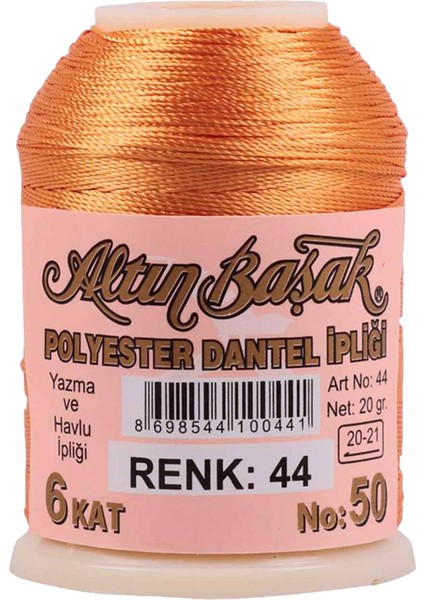 Altın Başak ®
POLYESTER DANTEL İPLİĞİ
Yazma
ve
Havlu
İpliği
8 698544 100441
Art No: 44
Net: 20 gr.
20-21
RENK: 44
6 KAT
No: 50